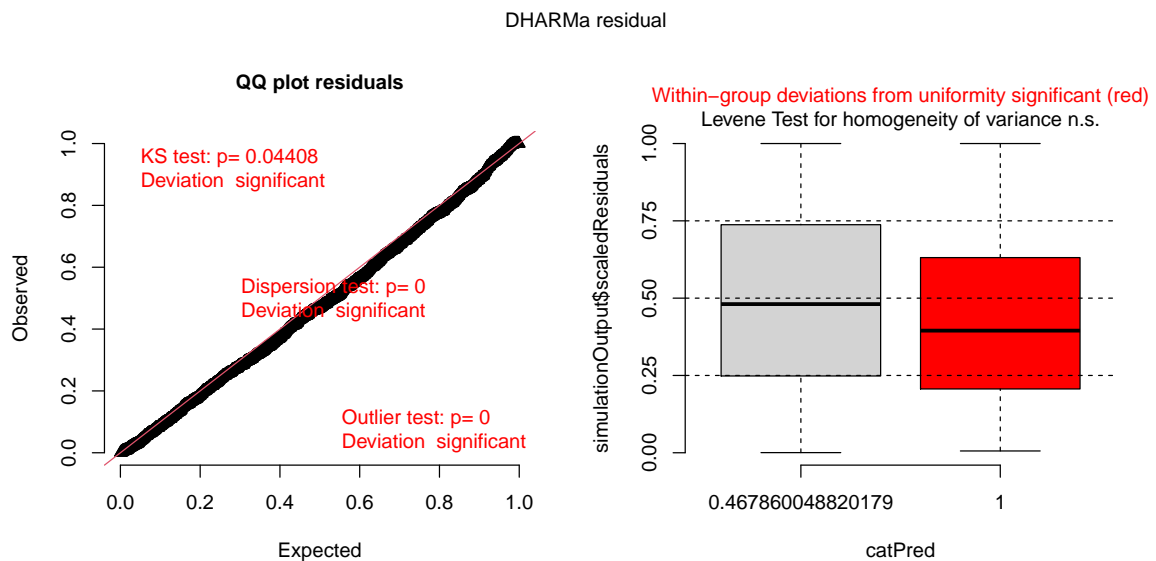 DHARMa residual
QQ plot residuals
KS test: p= 0.04408
Deviation  significant
Dispersion test: p= 0
Deviation  significant
Outlier test: p= 0
Deviation  significant
Observed
0.0
0.2
0.4
0.6
0.8
1.0
0.0
0.2
0.4
0.6
0.8
1.0
Expected
Within−group deviations from uniformity significant (red)
Levene Test for homogeneity of variance n.s.
simulationOutput$scaledResiduals
0.00
0.25
0.50
0.75
1.00
0.467860048820179
1
catPred